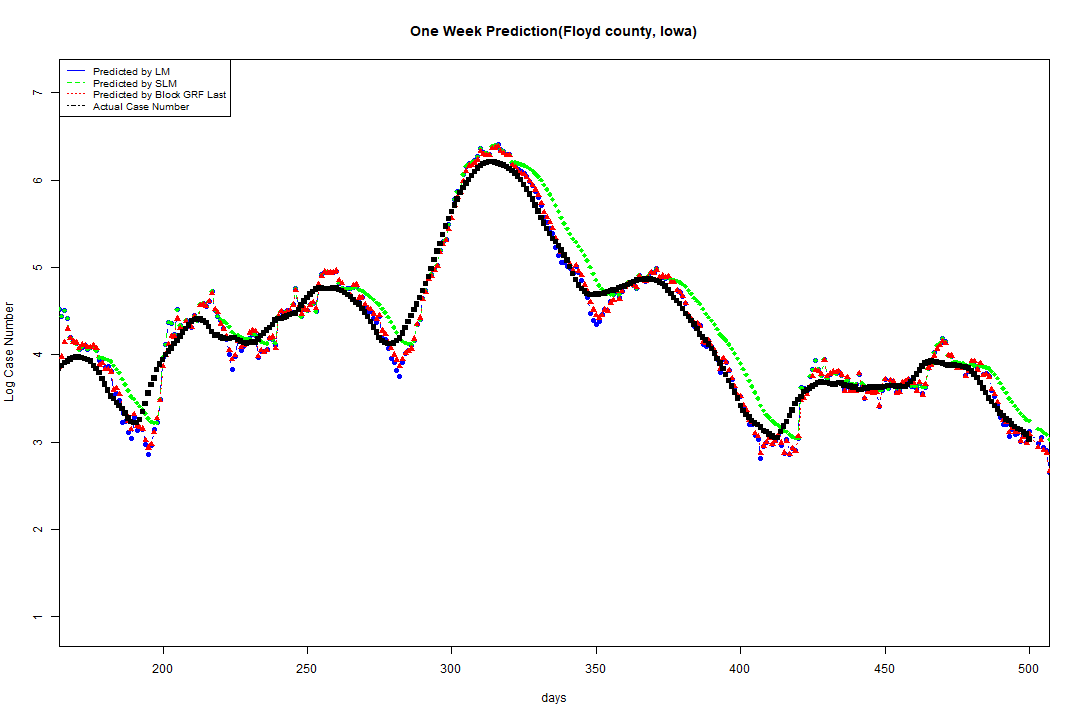 One Week Prediction(Floyd county, Iowa)
Predicted by LM
Predicted by SLM
Predicted by Block GRF Last
Actual Case Number
7
6
5
4
3
2
1
Log Case Number
200 250 300 350 400 450 500
days